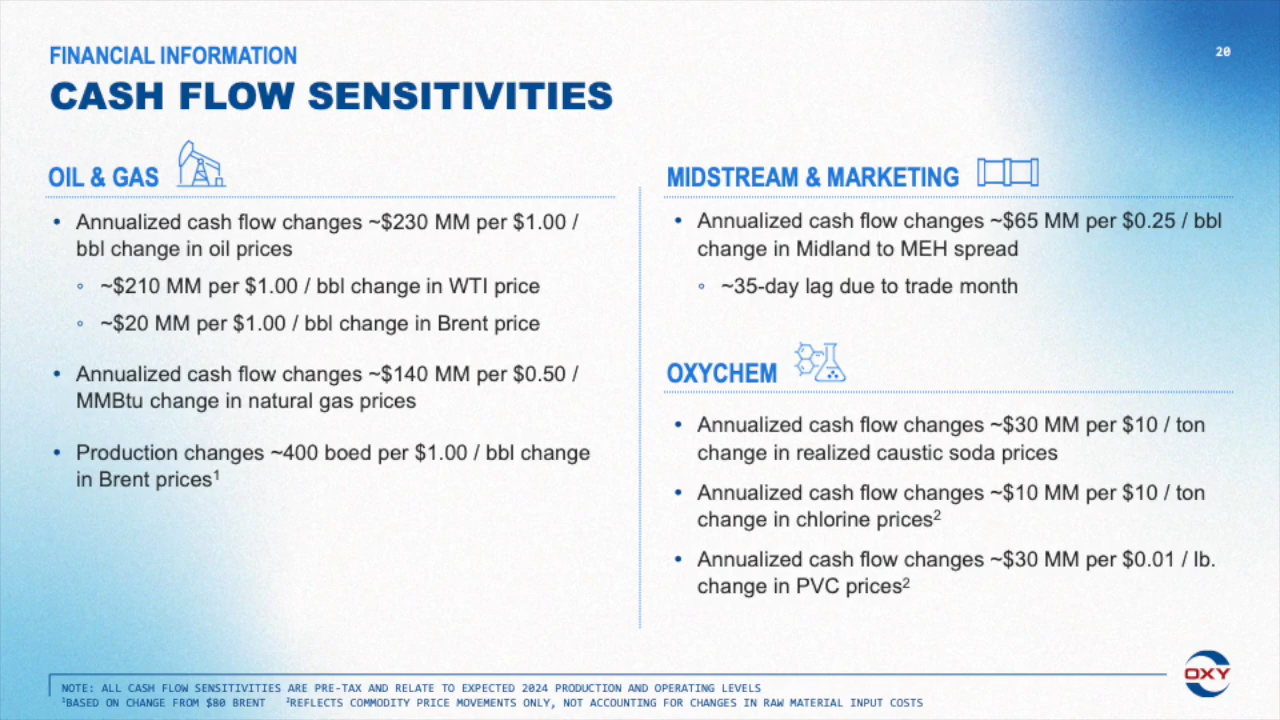 FINANCIAL INFORMATION
20
CASH FLOW SENSITIVITIES
OIL & GAS
• Annualized cash flow changes ~$230 MM per $1.00 /
bbl change in oil prices
◦ ~$210 MM per $1.00 / bbl change in WTI price
◦ ~$20 MM per $1.00 / bbl change in Brent price
• Annualized cash flow changes ~$140 MM per $0.50 /
MMBtu change in natural gas prices
• Production changes ~400 boed per $1.00 / bbl change
in Brent prices¹
MIDSTREAM & MARKETING
• Annualized cash flow changes ~$65 MM per $0.25 / bbl
change in Midland to MEH spread
◦ ~35-day lag due to trade month
OXYCHEM
• Annualized cash flow changes ~$30 MM per $10 / ton
change in realized caustic soda prices
• Annualized cash flow changes ~$10 MM per $10 / ton
change in chlorine prices²
• Annualized cash flow changes ~$30 MM per $0.01 / lb.
change in PVC prices²
NOTE: ALL CASH FLOW SENSITIVITIES ARE PRE-TAX AND RELATE TO EXPECTED 2024 PRODUCTION AND OPERATING LEVELS
¹BASED ON CHANGE FROM $80 BRENT ²REFLECTS COMMODITY PRICE MOVEMENTS ONLY, NOT ACCOUNTING FOR CHANGES IN RAW MATERIAL INPUT COSTS
OXY